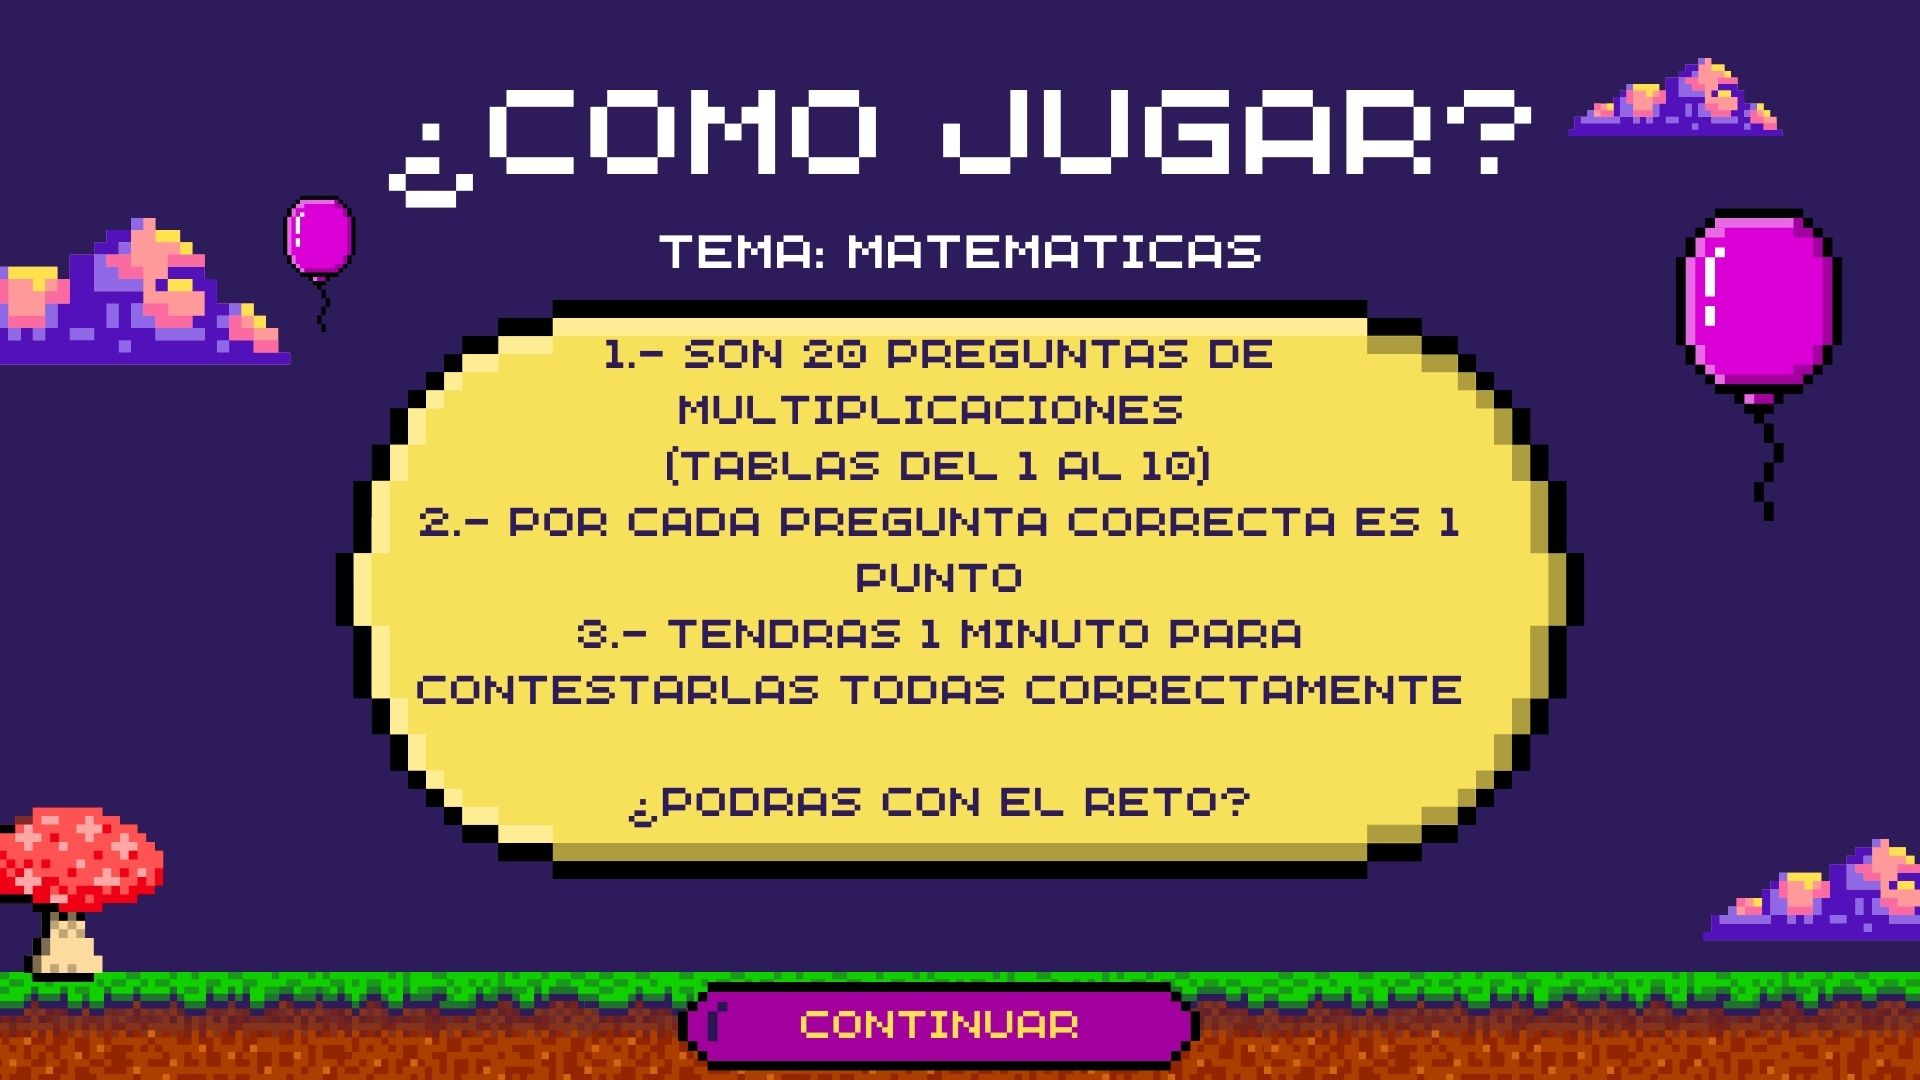 ¿COMO JUGAR?
TEMA: MATEMATICAS
1.- SON 20 PREGUNTAS DE
MULTIPLICACIONES
(TABLAS DEL 1 AL 10)
2.- POR CADA PREGUNTA CORRECTA ES 1
PUNTO
3.- TENDRAS 1 MINUTO PARA
CONTESTARLAS TODAS CORRECTAMENTE
¿PODRAS CON EL RETO?
CONTINUAR